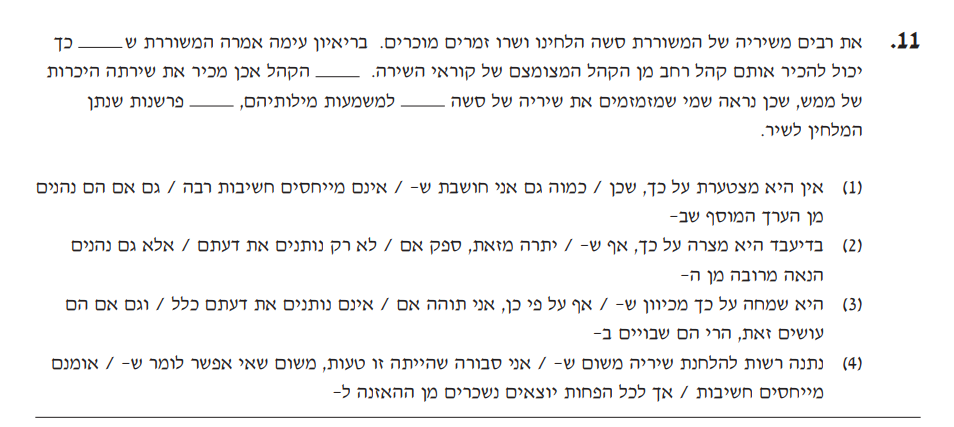 11. את רבים משיריה של המשוררת סשה הלחינו ושרו זמרים מוכרים. בריאיון עימה אמרה המשוררת ש_____ כך
יכול להכיר אותם קהל רחב מן הקהל המצומצם של קוראי השירה. _____ הקהל אכן מכיר את שירתה היכרות
של ממש, שכן נראה שמי שמזמזמים את שיריה של סשה _____ למשמעות מילותיהם, _____ פרשנות שנתן
המלחין לשיר.
(1) אין היא מצטערת על כך, שכן / כמוה גם אני חושבת ש- / אינם מייחסים חשיבות רבה / גם אם הם נהנים
מן הערך המוסף שב-
(2) בדיעבד היא מצרה על כך, אף ש- / יתרה מזאת, ספק אם / לא רק נותנים את דעתם / אלא גם נהנים
הנאה מרובה מן ה-
(3) היא שמחה על כך מכיוון ש- / אף על פי כן, אני תוהה אם / אינם נותנים את דעתם כלל / וגם אם הם
עושים זאת, הרי הם שבויים ב-
(4) נתנה רשות להלחנת שיריה משום ש- / אני סבורה שהייתה זו טעות, משום שאי אפשר לומר ש- / אומנם
מייחסים חשיבות / אך לכל הפחות יוצאים נשכרים מן ההאזנה ל-